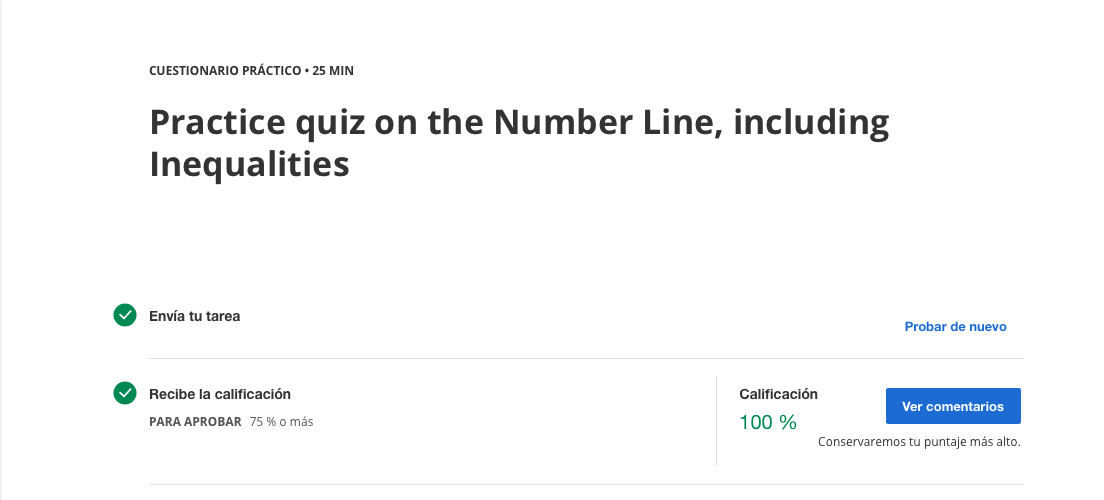 CUESTIONARIO PRÁCTICO • 25 MIN
Practice quiz on the Number Line, including
Inequalities
Envía tu tarea
Probar de nuevo
Recibe la calificación
PARA APROBAR 75 % o más
Calificación
100 %
Ver comentarios
Conservaremos tu puntaje más alto.